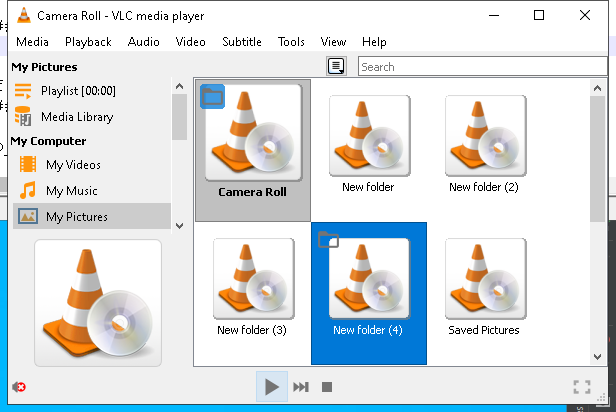 Camera Roll - VLC media player
Media Playback Audio Video Subtitle Tools View Help
My Pictures
Search
Playlist [00:00]
Media Library
My Computer
My Videos
My Music
My Pictures
Camera Roll
New folder
New folder (2)
New folder (3)
New folder (4)
Saved Pictures